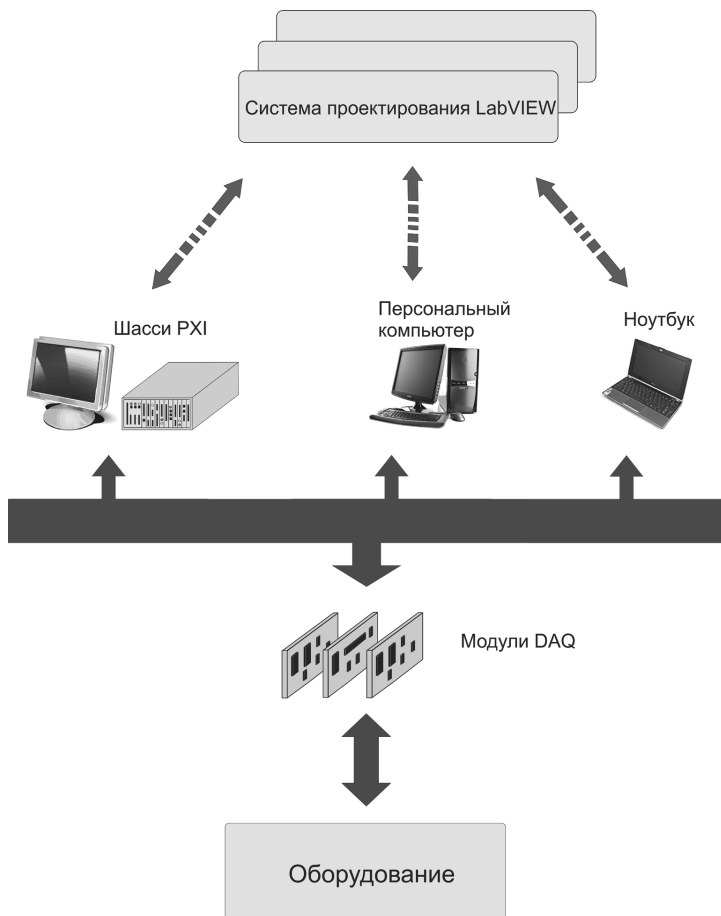 Система проектирования LabVIEW
Шасси PXI
Персональный
компьютер
Ноутбук
Модули DAQ
Оборудование